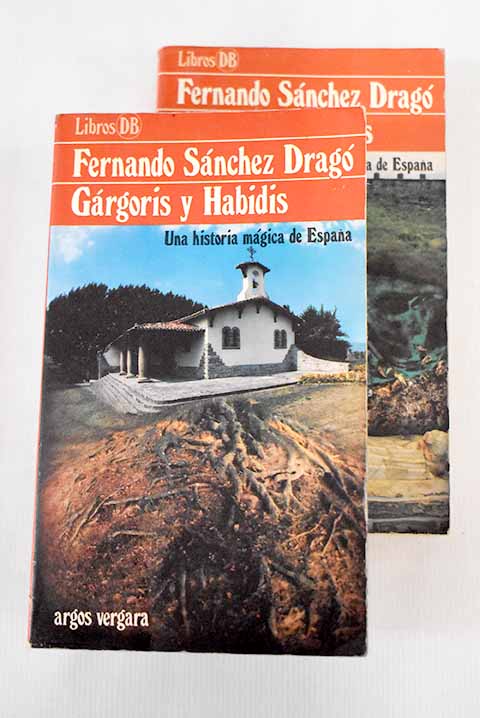 Libros DB
Fernando Sánchez Dragó
Gárgoris y Habidis
Una historia mágica de España
argos vergara
Libros DB
Fernando Sánchez Dragó
s
a de España